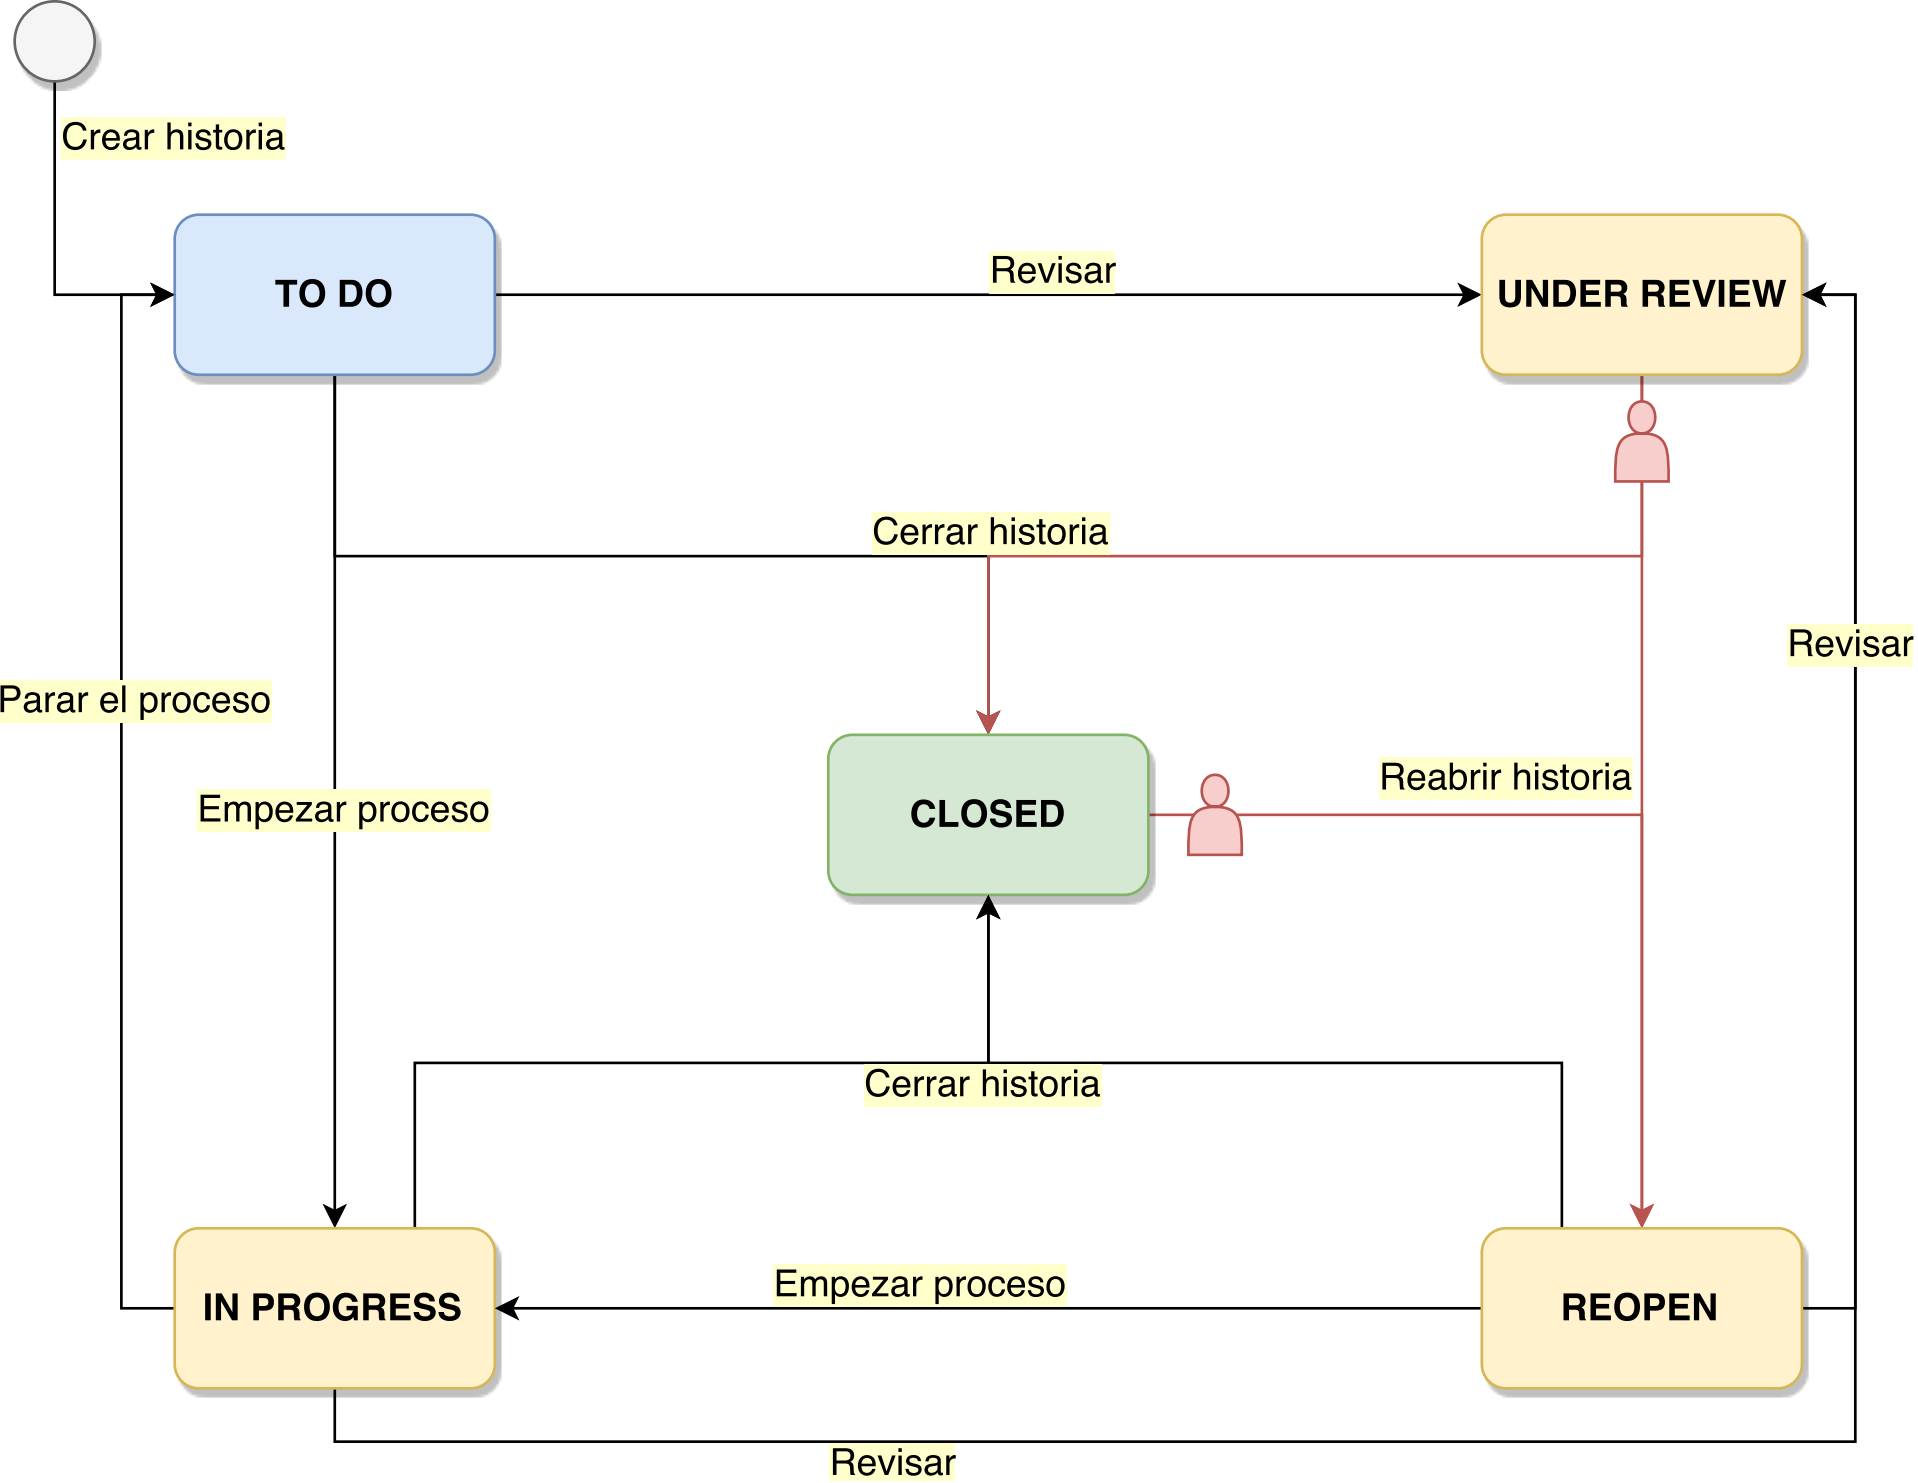 Crear historia
TO DO
Revisar
UNDER REVIEW
Cerrar historia
Revisar
Parar el proceso
Reabrir historia
Empezar proceso
CLOSED
Cerrar historia
Empezar proceso
IN PROGRESS
REOPEN
Revisar